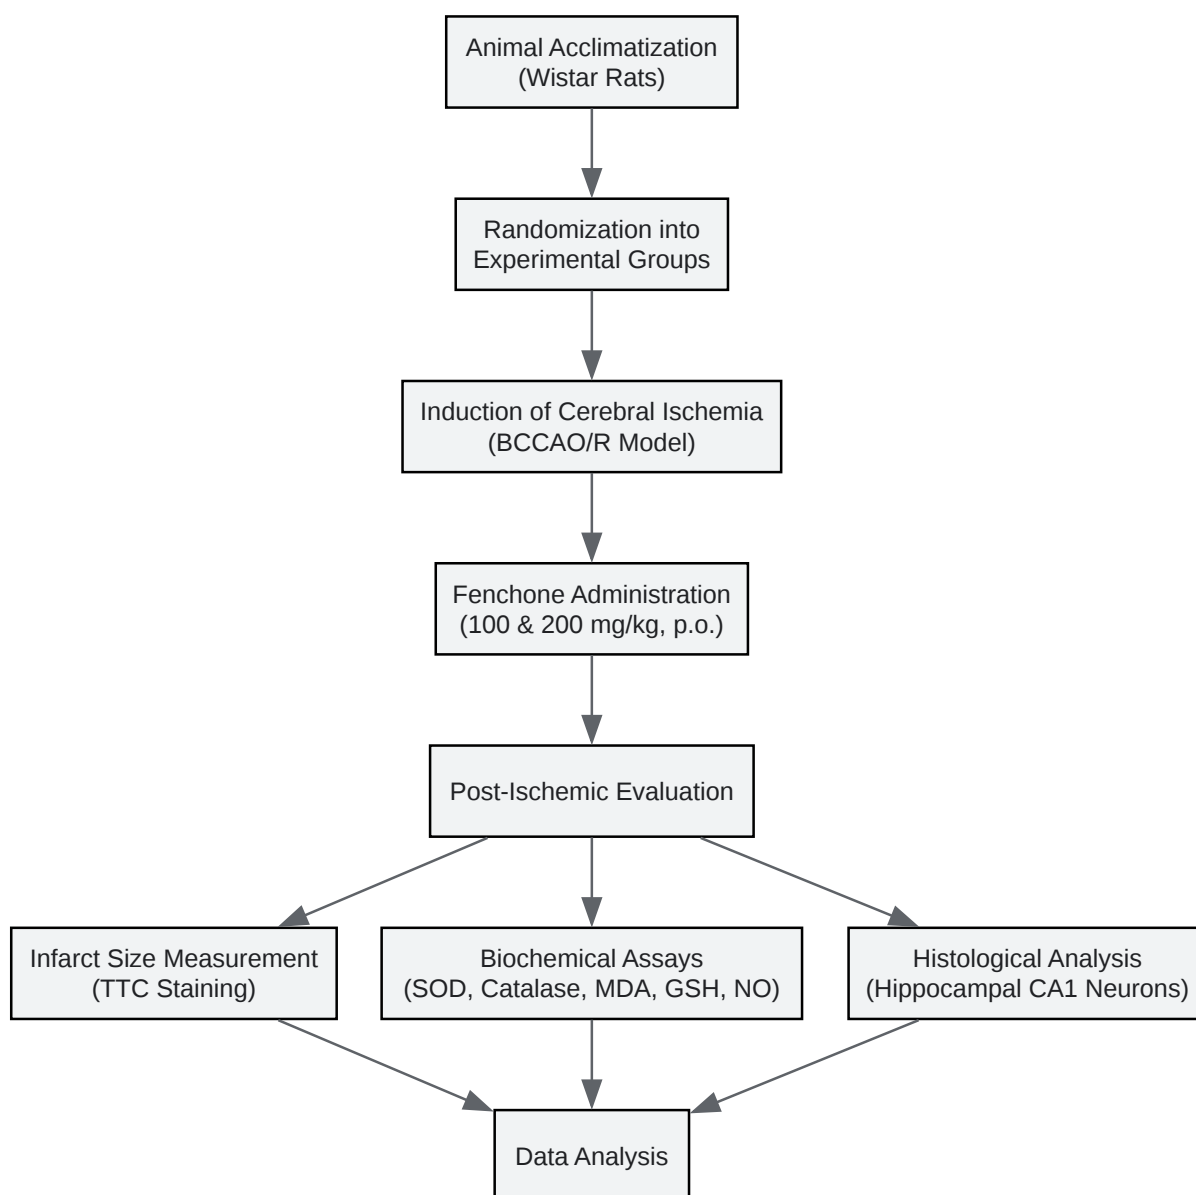 Animal Acclimatization
(Wistar Rats)
Randomization into
Experimental Groups
Induction of Cerebral Ischemia
(BCCAO/R Model)
Fenchone Administration
(100 & 200 mg/kg, p.o.)
Post-Ischemic Evaluation
Infarct Size Measurement
(TTC Staining)
Biochemical Assays
(SOD, Catalase, MDA, GSH, NO)
Histological Analysis
(Hippocampal CA1 Neurons)
Data Analysis